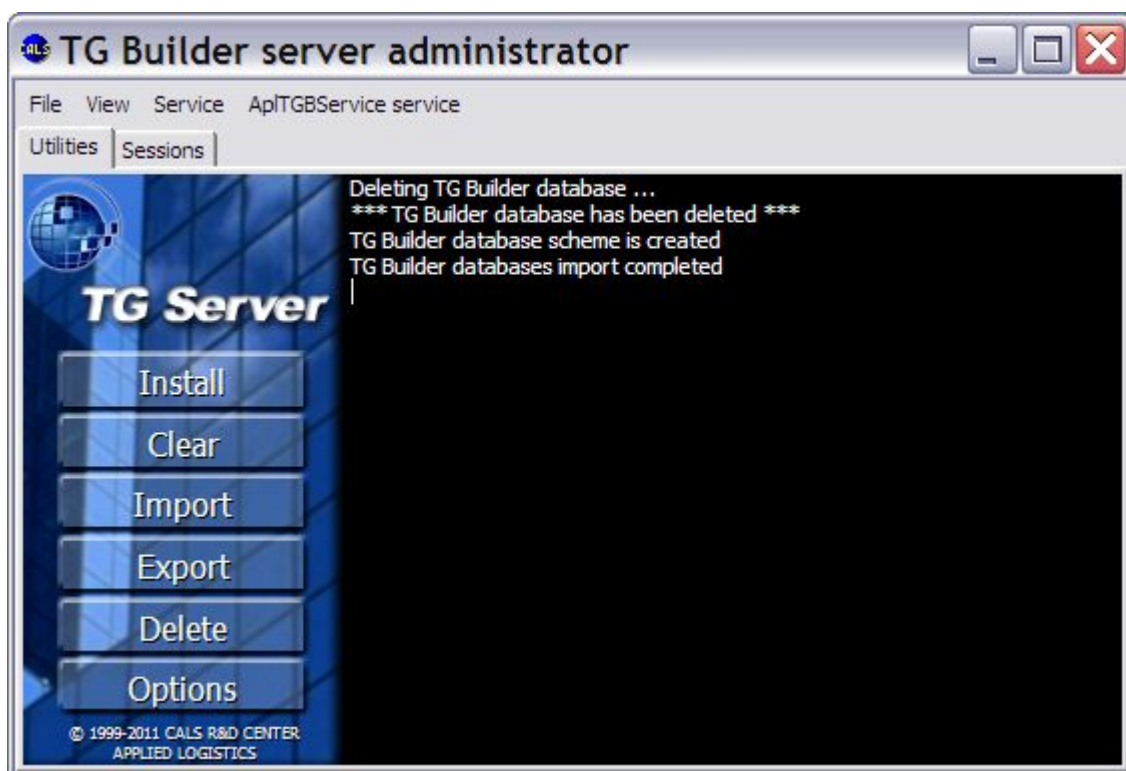 CALS TG Builder server administrator
File View Service AplTGBService service
Utilities Sessions
Deleting TG Builder database ...
*** TG Builder database has been deleted ***
TG Builder database scheme is created
TG Builder databases import completed
TG Server
Install
Clear
Import
Export
Delete
Options
© 1999-2011 CALS R&D CENTER
APPLIED LOGISTICS